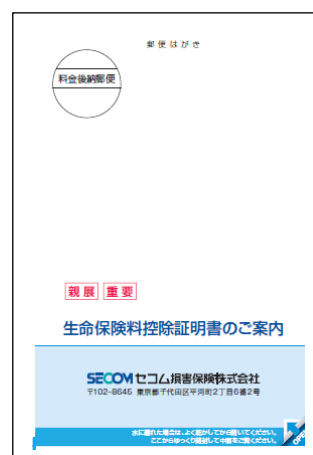 郵便はがき
料金後納郵便
親展 重要
生命保険料控除証明書のご案内
SECOM セコム損害保険株式会社
〒102-8645 東京都千代田区平河町2丁目6番2号
水に濡れた場合は、よく乾かしてから開いてください。
ここからゆっくり開封して中面をご覧ください。
OPEN